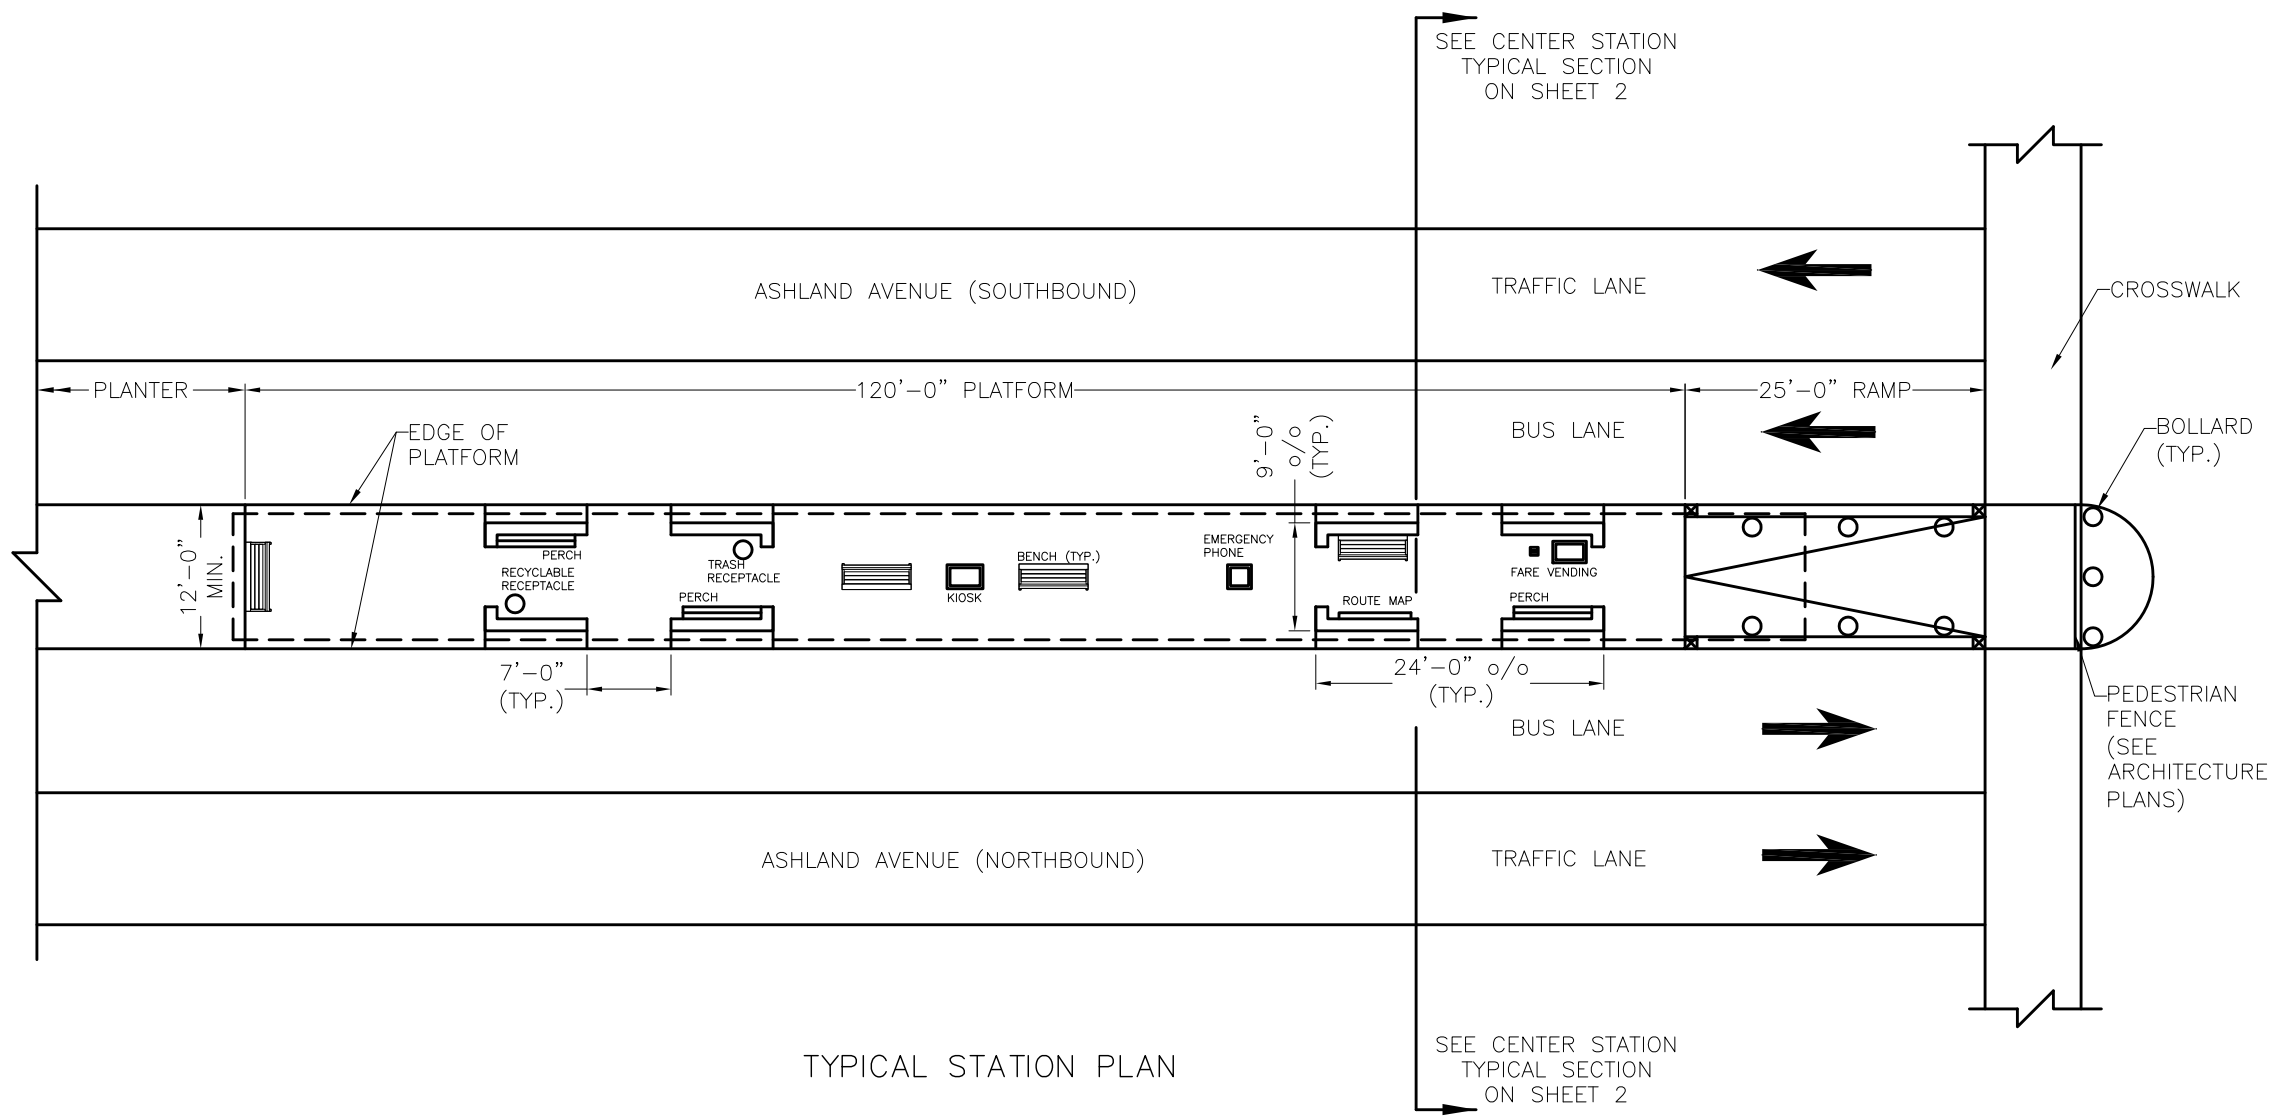 SEE CENTER STATION
TYPICAL SECTION
ON SHEET 2
ASHLAND AVENUE (SOUTHBOUND)
TRAFFIC LANE
CROSSWALK
PLANTER
120'-0" PLATFORM
25'-0" RAMP
EDGE OF
PLATFORM
9'-0"
o/o
(TYP.)
BUS LANE
BOLLARD
(TYP.)
12'-0"
MIN.
PERCH
RECYCLABLE
RECEPTACLE
TRASH
RECEPTACLE
PERCH
KIOSK
BENCH (TYP.)
EMERGENCY
PHONE
ROUTE MAP
FARE VENDING
PERCH
7'-0"
(TYP.)
24'-0" o/o
(TYP.)
BUS LANE
PEDESTRIAN
FENCE
(SEE
ARCHITECTURE
PLANS)
ASHLAND AVENUE (NORTHBOUND)
TRAFFIC LANE
SEE CENTER STATION
TYPICAL SECTION
ON SHEET 2
TYPICAL STATION PLAN